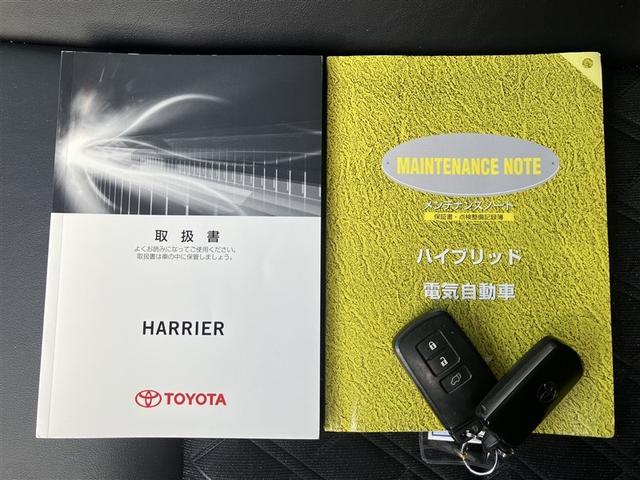 取扱書
よくお読みになってご使用ください。
取扱書は車の中に保管しましょう。
HARRIER
TOYOTA
MAINTENANCE NOTE
メンテナンスノート
保証書・点検整備記録簿
ハイブリッド
電気自動車